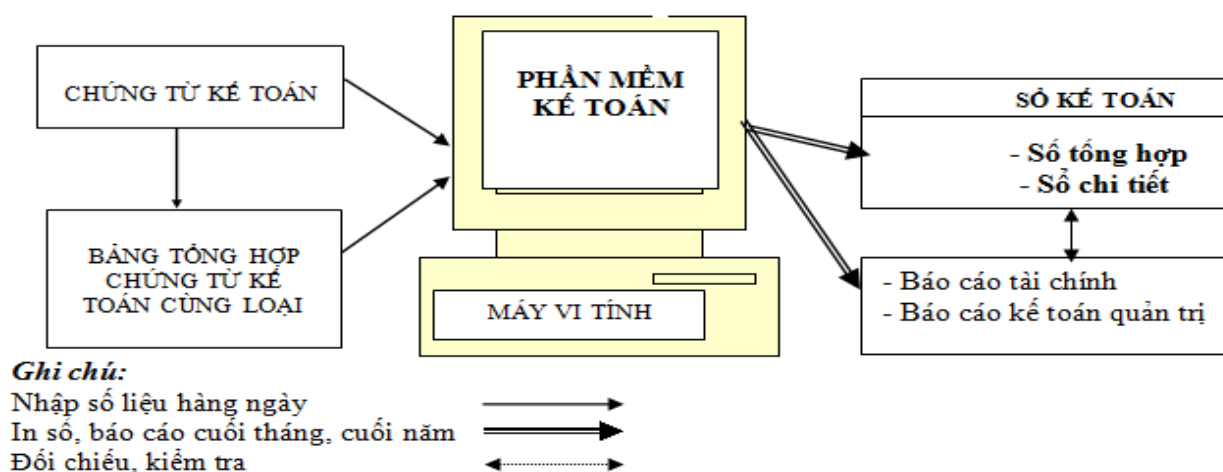 CHỨNG TỪ KẾ TOÁN
BẢNG TỔNG HỢP
CHỨNG TỪ KẾ
TOÁN CÙNG LOẠI
PHẦN MỀM
KẾ TOÁN
MÁY VI TÍNH
SỔ KẾ TOÁN
- Sổ tổng hợp
- Sổ chi tiết
- Báo cáo tài chính
- Báo cáo kế toán quản trị
Ghi chú:
Nhập số liệu hàng ngày
In sổ, báo cáo cuối tháng, cuối năm
Đối chiếu, kiểm tra